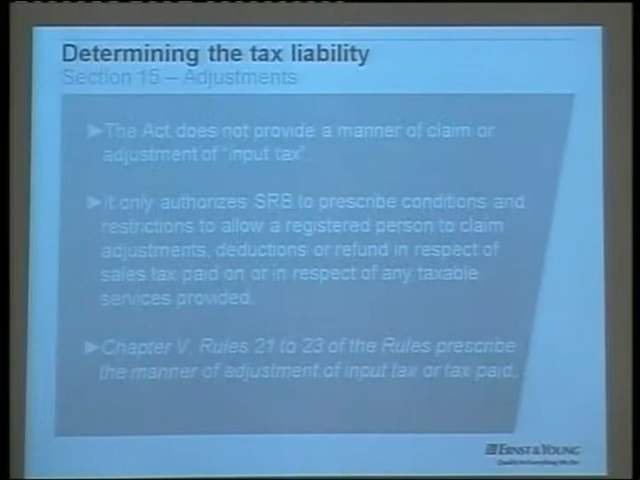 Determining the tax liability
Section 15 – Adjustments
►The Act does not provide a manner of claim or
adjustment of "input tax"
►It only authorizes SRB to prescribe conditions and
restrictions to allow a registered person to claim
adjustments, deductions or refund in respect of
sales tax paid on or in respect of any taxable
services provided.
►Chapter V, Rules 21 to 23 of the Rules prescribe
the manner of adjustment of input tax or tax paid.
ERNST & YOUNG
Quality In Everything We Do